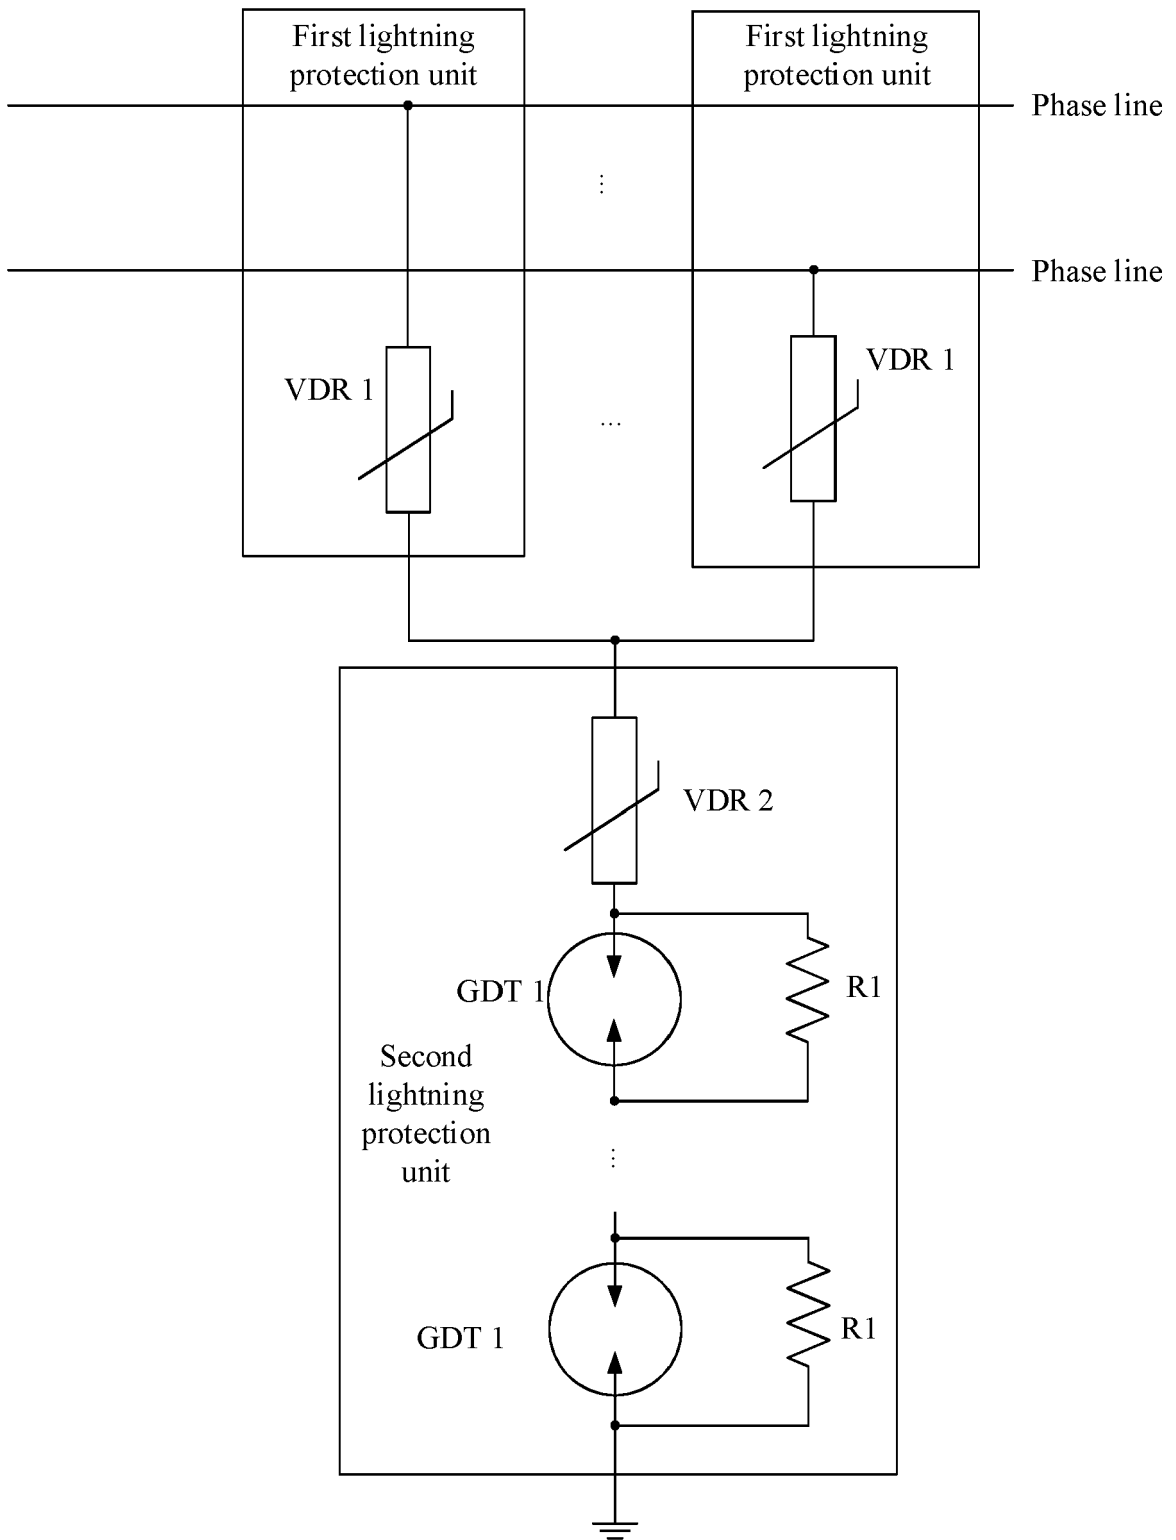 First lightning
protection unit
First lightning
protection unit
Phase line
Phase line
VDR 1
VDR 1
VDR 2
GDT 1
R1
Second
lightning
protection
unit
GDT 1
R1